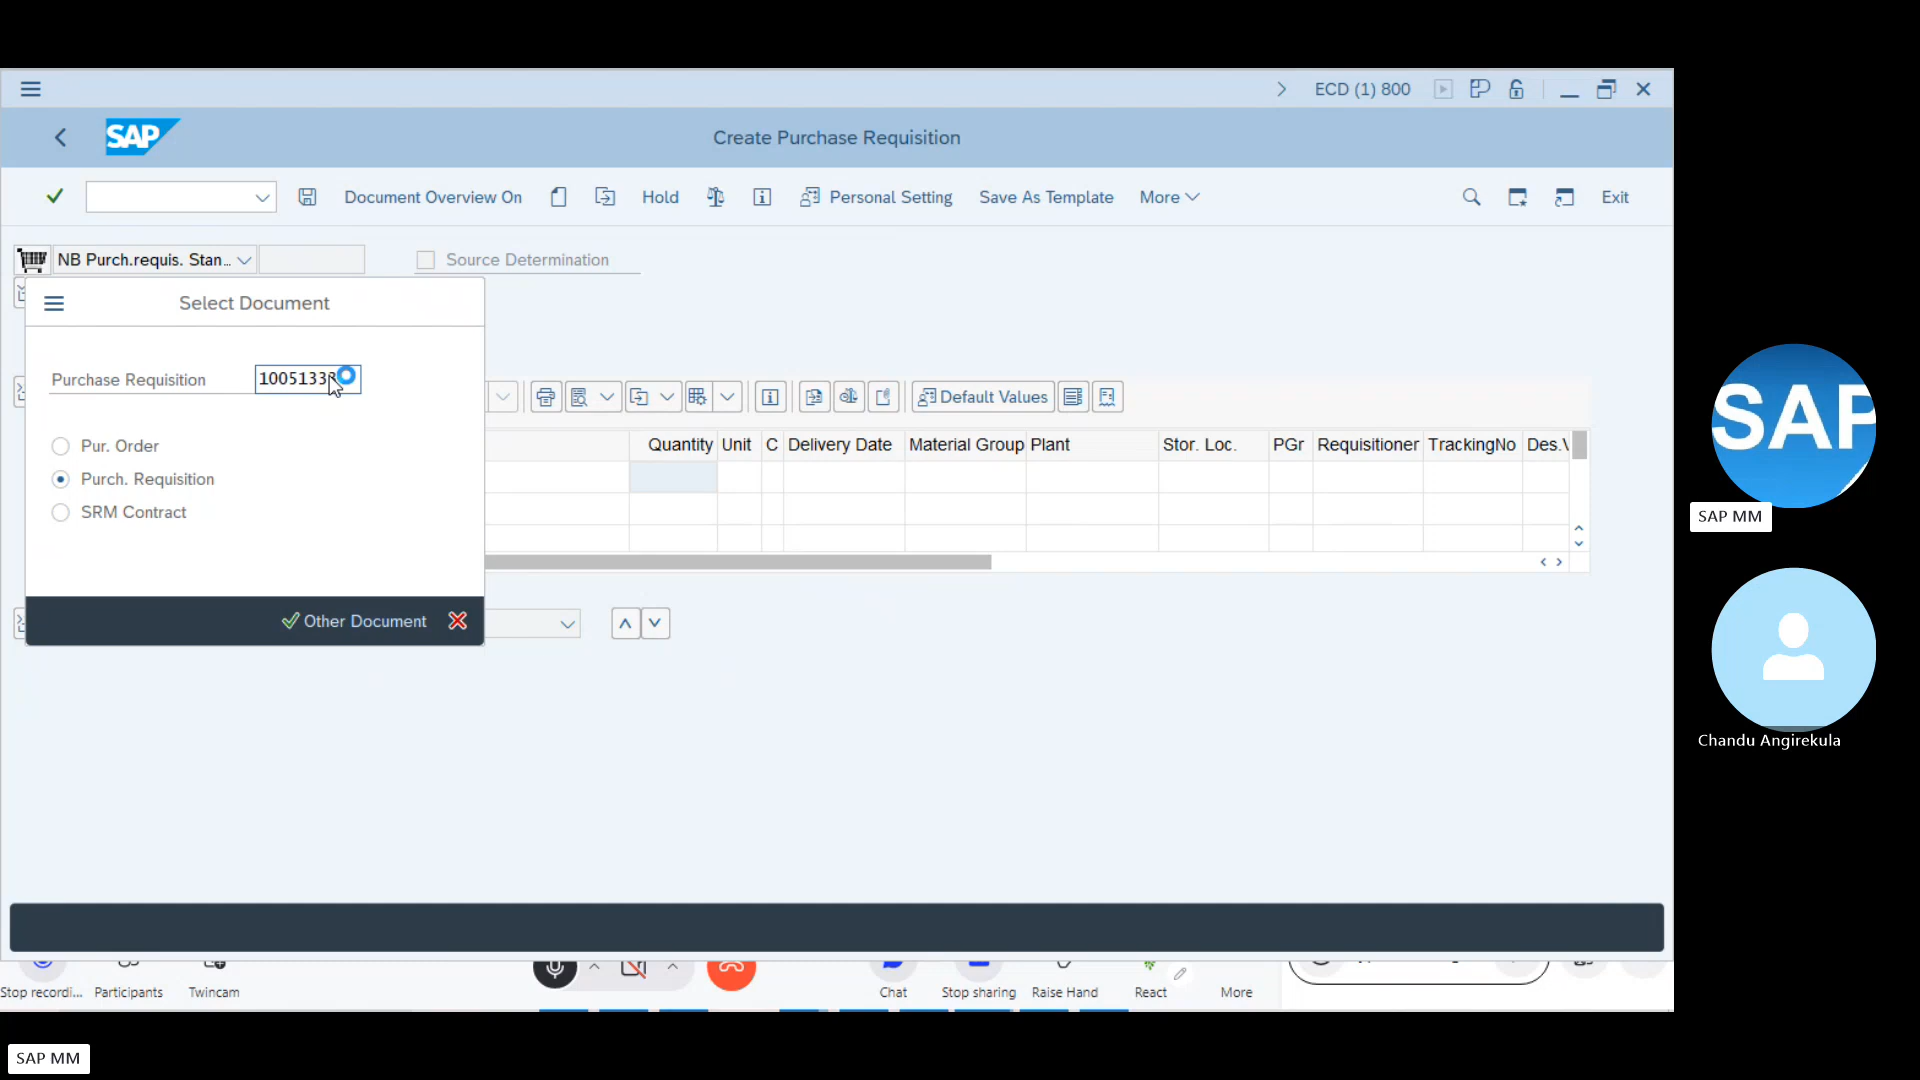 ECD (1) 800
SAP
Create Purchase Requisition
Document Overview On
Hold
Personal Setting
Save As Template
More
Exit
NB Purch.requis. Stan...
Source Determination
Select Document
Purchase Requisition
Pur. Order
Purch. Requisition
SRM Contract
Other Document
Default Values
Quantity Unit C Delivery Date Material Group Plant Stor. Loc. PGr Requisitioner TrackingNo Des.V
SAP
SAP MM
Chandu Angirekula
Stop recordi...
Participants
Twincam
Chat
Stop sharing
Raise Hand
React
More
SAP MM